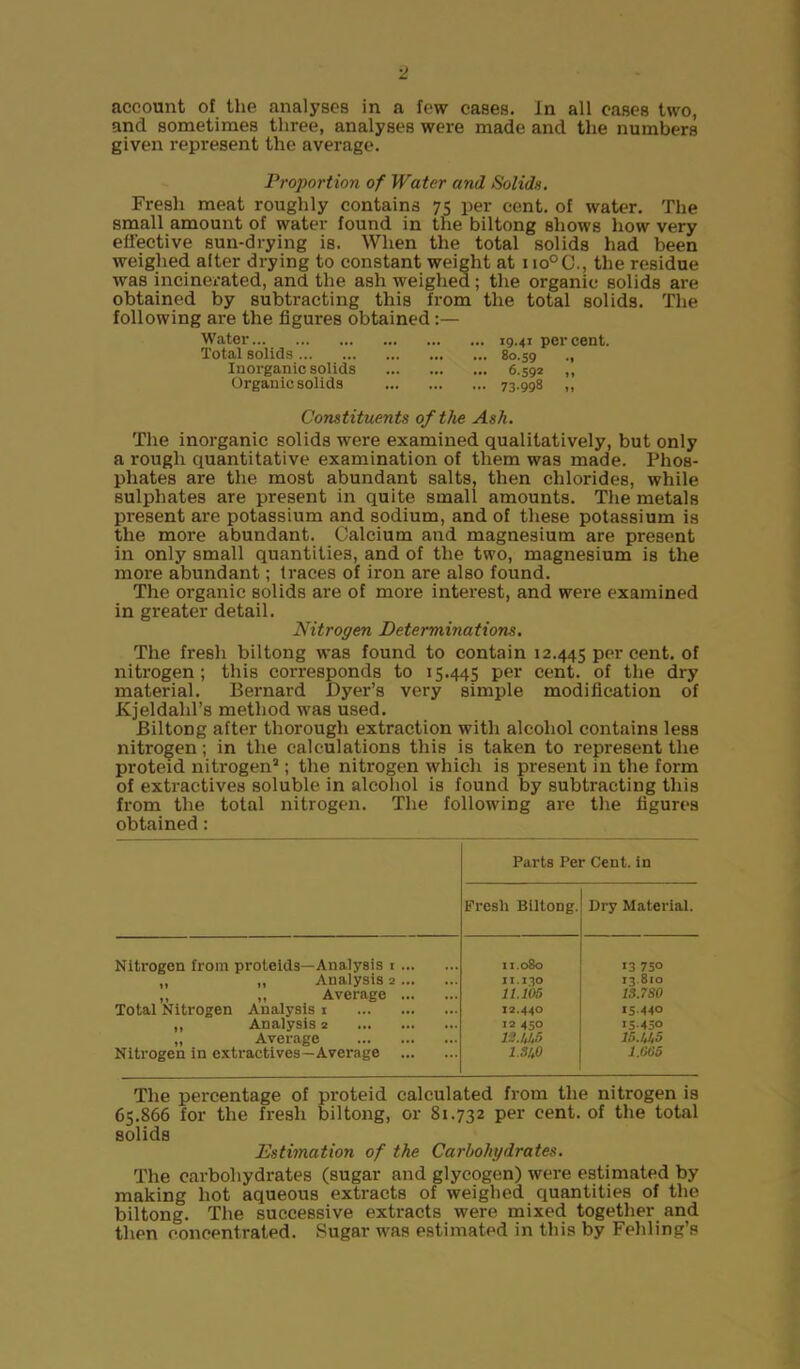 2
account of the analyses in a few cases. In all cases two,
and sometimes three, analyses were made and the numbers
given represent the average.
Proportion of Water and Solids.
Fresh meat roughly contains 75 per cent. of water. The
small amount of water found in the biltong shows how very
effective sun-drying is. When the total solids had been
weighed alter drying to constant weight at 110° C., the residue
was incinerated, and the ash weighed; the organic solids are
obtained by subtracting this from the total solids. The
following are the figures obtained:—
Water... ... ... ... ... ... 19.41 per cent.
Total solids ... ... ... ... ... 80.59 „
Inorganic solids ... ... ... 6.592 „
Organic solids ... ... ... 73.998 „
Constituents of the Ash.
The inorganic solids were examined qualitatively, but only
a rough quantitative examination of them was made. Phos-
phates are the most abundant salts, then chlorides, while
sulphates are present in quite small amounts. The metals
present are potassium and sodium, and of these potassium is
the more abundant. Calcium and magnesium are present
in only small quantities, and of the two, magnesium is the
more abundant; traces of iron are also found.
The organic solids are of more interest, and were examined
in greater detail.
Nitrogen Determinations.
The fresh biltong was found to contain 12.445 per cent. of
nitrogen; this corresponds to 15.445 per cent. of the dry
material. Bernard Dyer's very simple modification of
Kjeldahl's method was used.
Biltong after thorough extraction with alcohol contains less
nitrogen; in the calculations this is taken to represent the
proteid nitrogen²; the nitrogen which is present in the form
of extractives soluble in alcohol is found by subtracting this
from the total nitrogen. The following are the figures
obtained:
Parts Per Cent. in
Fresh Biltong. Dry Material.
Nitrogen from proteids—Analysis 1 ... ... 11.080 13 750
„ „ Analysis 2 ... ... 11.130 13.810
„ „ Average ... ... 11.105 13.780
Total Nitrogen Analysis 1 ... ... ... 12.440 15.440
„ Analysis 2 ... ... ... 12 450 15.450
„ Average ... ... ... 12.445 15.445
Nitrogen in extractives—Average ... ... 1.340 1.665
The percentage of proteid calculated from the nitrogen is
65.866 for the fresh biltong, or 81.732 per cent. of the total
solids
Estimation of the Carbohydrates.
The carbohydrates (sugar and glycogen) were estimated by
making hot aqueous extracts of weighed quantities of the
biltong. The successive extracts were mixed together and
then concentrated. Sugar was estimated in this by Fehling's